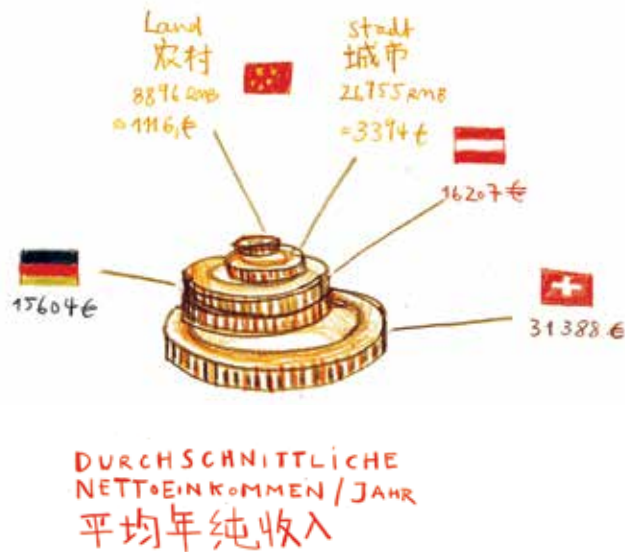 Land
农村
8896 RMB
= 1116,€
Stadt
城市
26955 RMB
= 3394 €
16207 €
15604 €
31388 €
DURCHSCHNITTLICHE
NETTOEINKOMMEN / JAHR
平均年纯收入